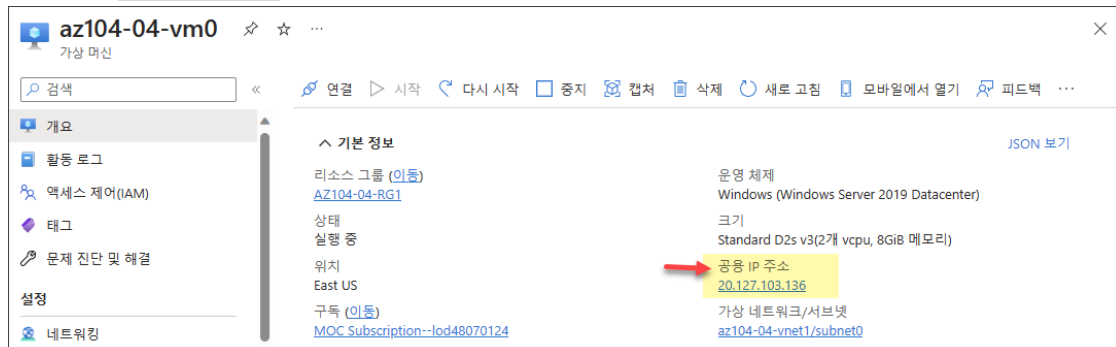 az104-04-vm0
가상 머신
검색
연결 시작 다시 시작 중지 캡처 삭제 새로 고침 모바일에서 열기 피드백
개요
활동 로그
액세스 제어(IAM)
태그
문제 진단 및 해결
설정
네트워킹
기본 정보
JSON 보기
리소스 그룹 (이동)
AZ104-04-RG1
상태
실행 중
위치
East US
구독 (이동)
MOC Subscription--lod48070124
운영 체제
Windows (Windows Server 2019 Datacenter)
크기
Standard D2s v3(2개 vcpu, 8GiB 메모리)
공용 IP 주소
20.127.103.136
가상 네트워크/서브넷
az104-04-vnet1/subnet0